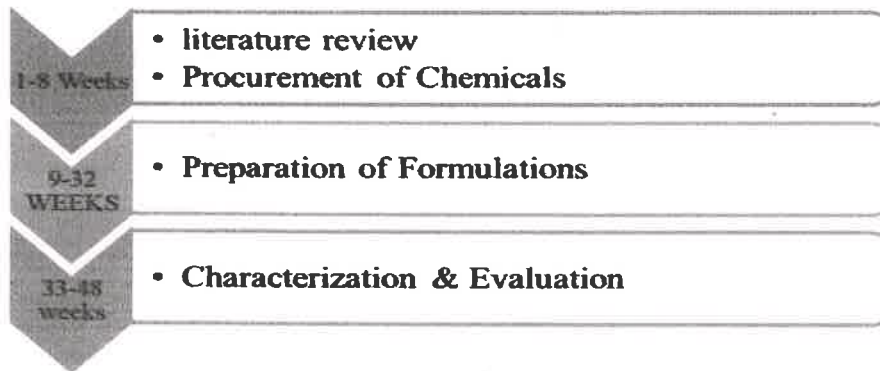 1-8 Weeks
• literature review
• Procurement of Chemicals
9-32
WEEKS
• Preparation of Formulations
33-48
weeks
• Characterization & Evaluation